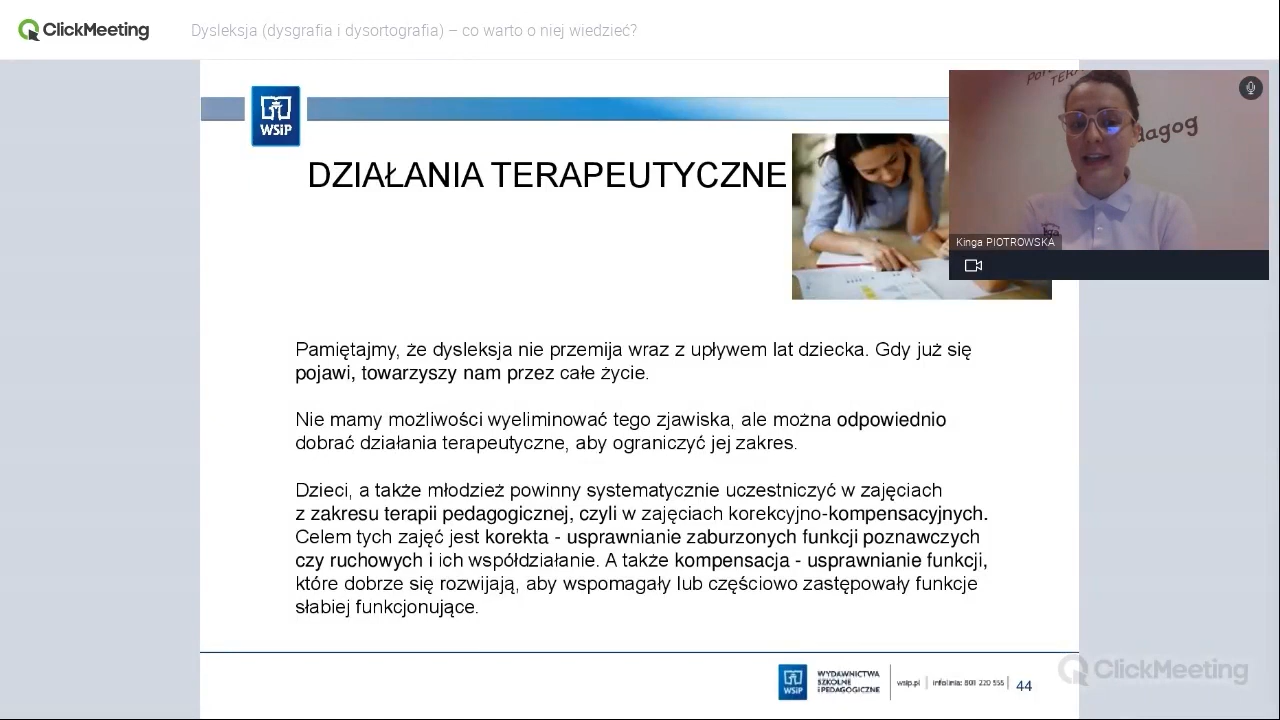 ClickMeeting
Dysleksja (dysgrafia i dysortografia) – co warto o niej wiedzieć?
WSiP
DZIAŁANIA TERAPEUTYCZNE
dagog
Kinga PIOTROWSKA
Pamiętajmy, że dysleksja nie przemija wraz z upływem lat dziecka. Gdy już się
pojawi, towarzyszy nam przez całe życie.
Nie mamy możliwości wyeliminować tego zjawiska, ale można odpowiednio
dobrać działania terapeutyczne, aby ograniczyć jej zakres.
Dzieci, a także młodzież powinny systematycznie uczestniczyć w zajęciach
z zakresu terapii pedagogicznej, czyli w zajęciach korekcyjno-kompensacyjnych.
Celem tych zajęć jest korekta - usprawnianie zaburzonych funkcji poznawczych
czy ruchowych i ich współdziałanie. A także kompensacja - usprawnianie funkcji,
które dobrze się rozwijają, aby wspomagały lub częściowo zastępowały funkcje
słabiej funkcjonujące.
WSiP
WYDAWNICTWA
SZKOLNE
I PEDAGOGICZNE
wsip.pl
infolinia: 801 220 555
44
ClickMeeting